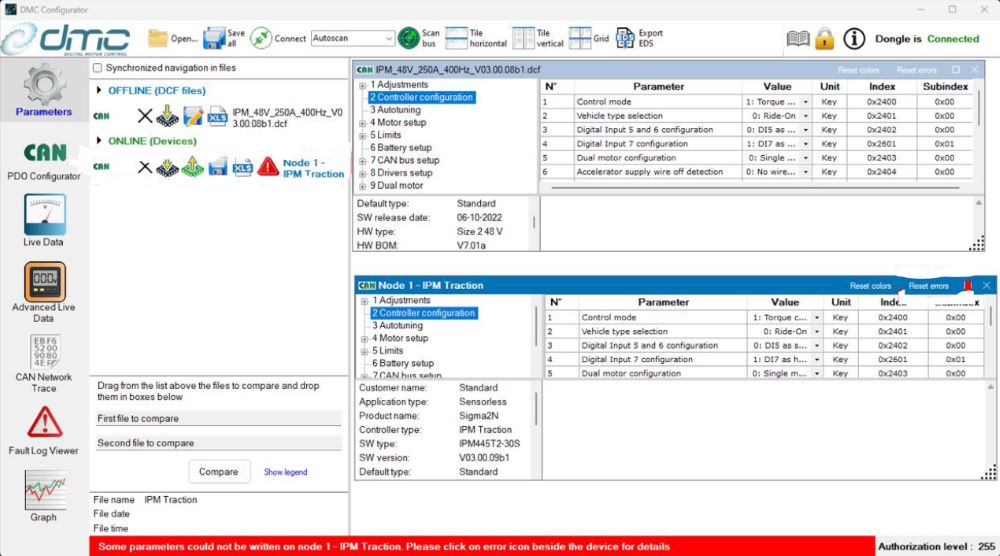 DMC Configurator
dmc
DIGITAL MOTOR CONTROL
Open...
Save all
Connect
Autoscan
Scan bus
Tile horizontal
Tile vertical
Grid
Export EDS
Dongle is Connected
Parameters
CAN
PDO Configurator
Live Data
000v
Advanced Live Data
EBF6
5200
9080
4EF
CAN Network Trace
Fault Log Viewer
Graph
Synchronized navigation in files
OFFLINE (DCF files)
CAN
XLS
IPM_48V_250A_400Hz_V03.00.08b1.dcf
ONLINE (Devices)
CAN
XLS
Node 1 - IPM Traction
Drag from the list above the files to compare and drop
them in boxes below
First file to compare
Second file to compare
Compare
Show legend
File name IPM Traction
File date
File time
CAN IPM_48V_250A_400Hz_V03.00.08b1.dcf
Reset colors
Reset errors
1 Adjustments
2 Controller configuration
3 Autotuning
4 Motor setup
5 Limits
6 Battery setup
7 CAN bus setup
8 Drivers setup
9 Dual motor
N° Parameter Value Unit Index Subindex
1 Control mode 1: Torque ... Key 0x2400 0x00
2 Vehicle type selection 0: Ride-On Key 0x2401 0x00
3 Digital Input 5 and 6 configuration 0: DI5 as ... Key 0x2402 0x00
4 Digital Input 7 configuration 1: DI7 as ... Key 0x2601 0x01
5 Dual motor configuration 0: Single ... Key 0x2403 0x00
6 Accelerator supply wire off detection 0: No wire... Key 0x2404 0x00
Default type: Standard
SW release date: 06-10-2022
HW type: Size 2 48 V
HW BOM: V7.01a
CAN Node 1 - IPM Traction
Reset colors
Reset errors
1 Adjustments
2 Controller configuration
3 Autotuning
4 Motor setup
5 Limits
6 Battery setup
7 CAN bus setup
N° Parameter Value Unit Index Subindex
1 Control mode 1: Torque c... Key 0x2400 0x00
2 Vehicle type selection 0: Ride-On Key 0x2401 0x00
3 Digital Input 5 and 6 configuration 0: DI5 as s... Key 0x2402 0x00
4 Digital Input 7 configuration 1: DI7 as h... Key 0x2601 0x01
5 Dual motor configuration 0: Single m... Key 0x2403 0x00
Customer name: Standard
Application type: Sensorless
Product name: Sigma2N
Controller type: IPM Traction
SW type: IPM445T2-30S
SW version: V03.00.09b1
Default type: Standard
Some parameters could not be written on node 1 - IPM Traction. Please click on error icon beside the device for details
Authorization level : 255